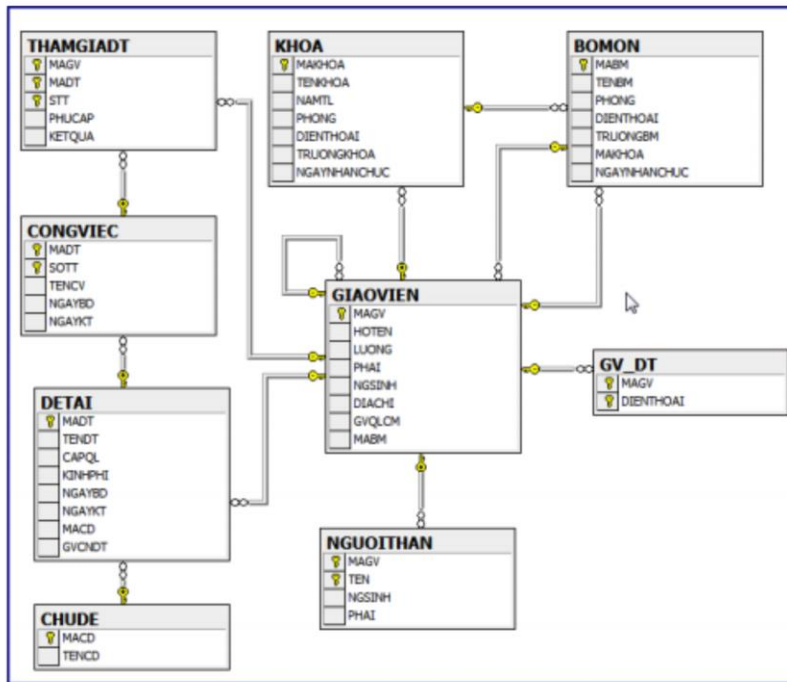 THAMGIADT
MAGV
MADT
STT
PHUCAP
KETQUA
KHOA
MAKHOA
TENKHOA
NAMTL
PHONG
DIENTHOAI
TRUONGKHOA
NGAYNHANCHUC
BOMON
MABM
TENBM
PHONG
DIENTHOAI
TRUONGBM
MAKHOA
NGAYNHANCHUC
CONGVIEC
MADT
SOTT
TENCV
NGAYBD
NGAYKT
GIAOVIEN
MAGV
HOTEN
LUONG
PHAI
NGSINH
DIACHI
GVQLCM
MABM
GV_DT
MAGV
DIENTHOAI
DETAI
MADT
TENDT
CAPQL
KINHPHI
NGAYBD
NGAYKT
MACD
GVCNDT
NGUOITHAN
MAGV
TEN
NGSINH
PHAI
CHUDE
MACD
TENCD